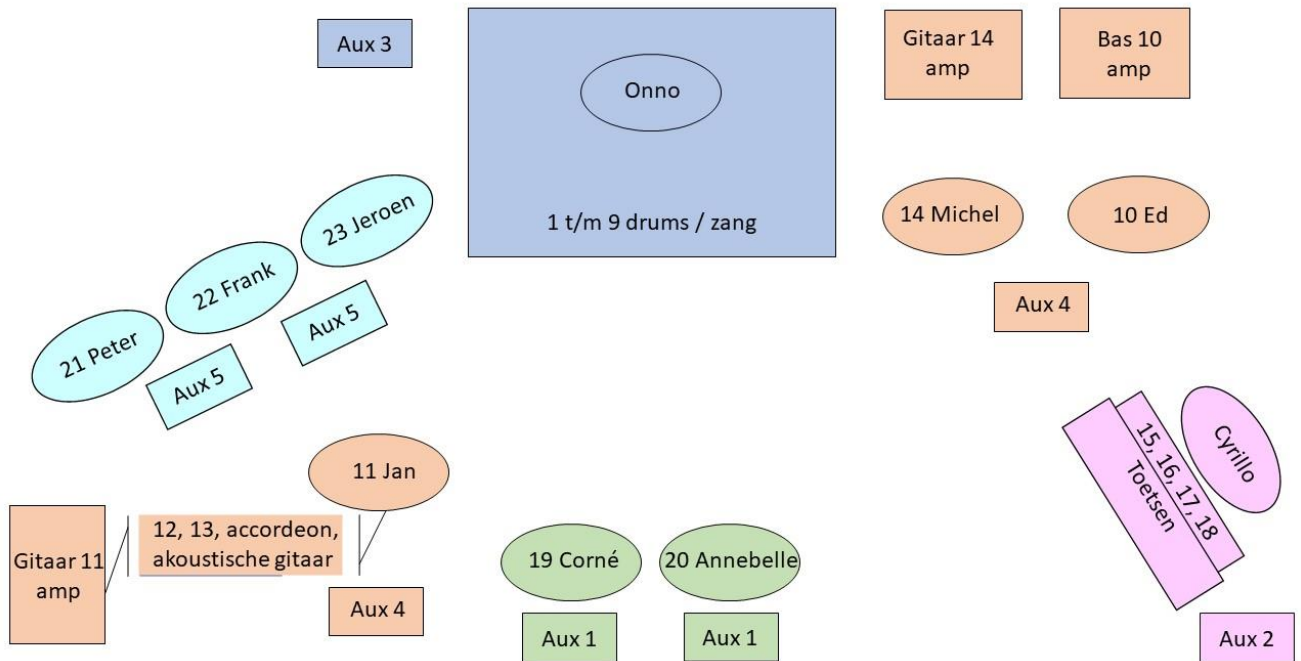 Aux 3
Onno
1 t/m 9 drums / zang
Gitaar 14
amp
Bas 10
amp
14 Michel
10 Ed
Aux 4
23 Jeroen
22 Frank
21 Peter
Aux 5
Aux 5
11 Jan
12, 13, accordeon,
akoustische gitaar
Gitaar 11
amp
Aux 4
19 Corné
20 Annebelle
Aux 1
Aux 1
Cyrillo
15, 16, 17, 18
Toetsen
Aux 2